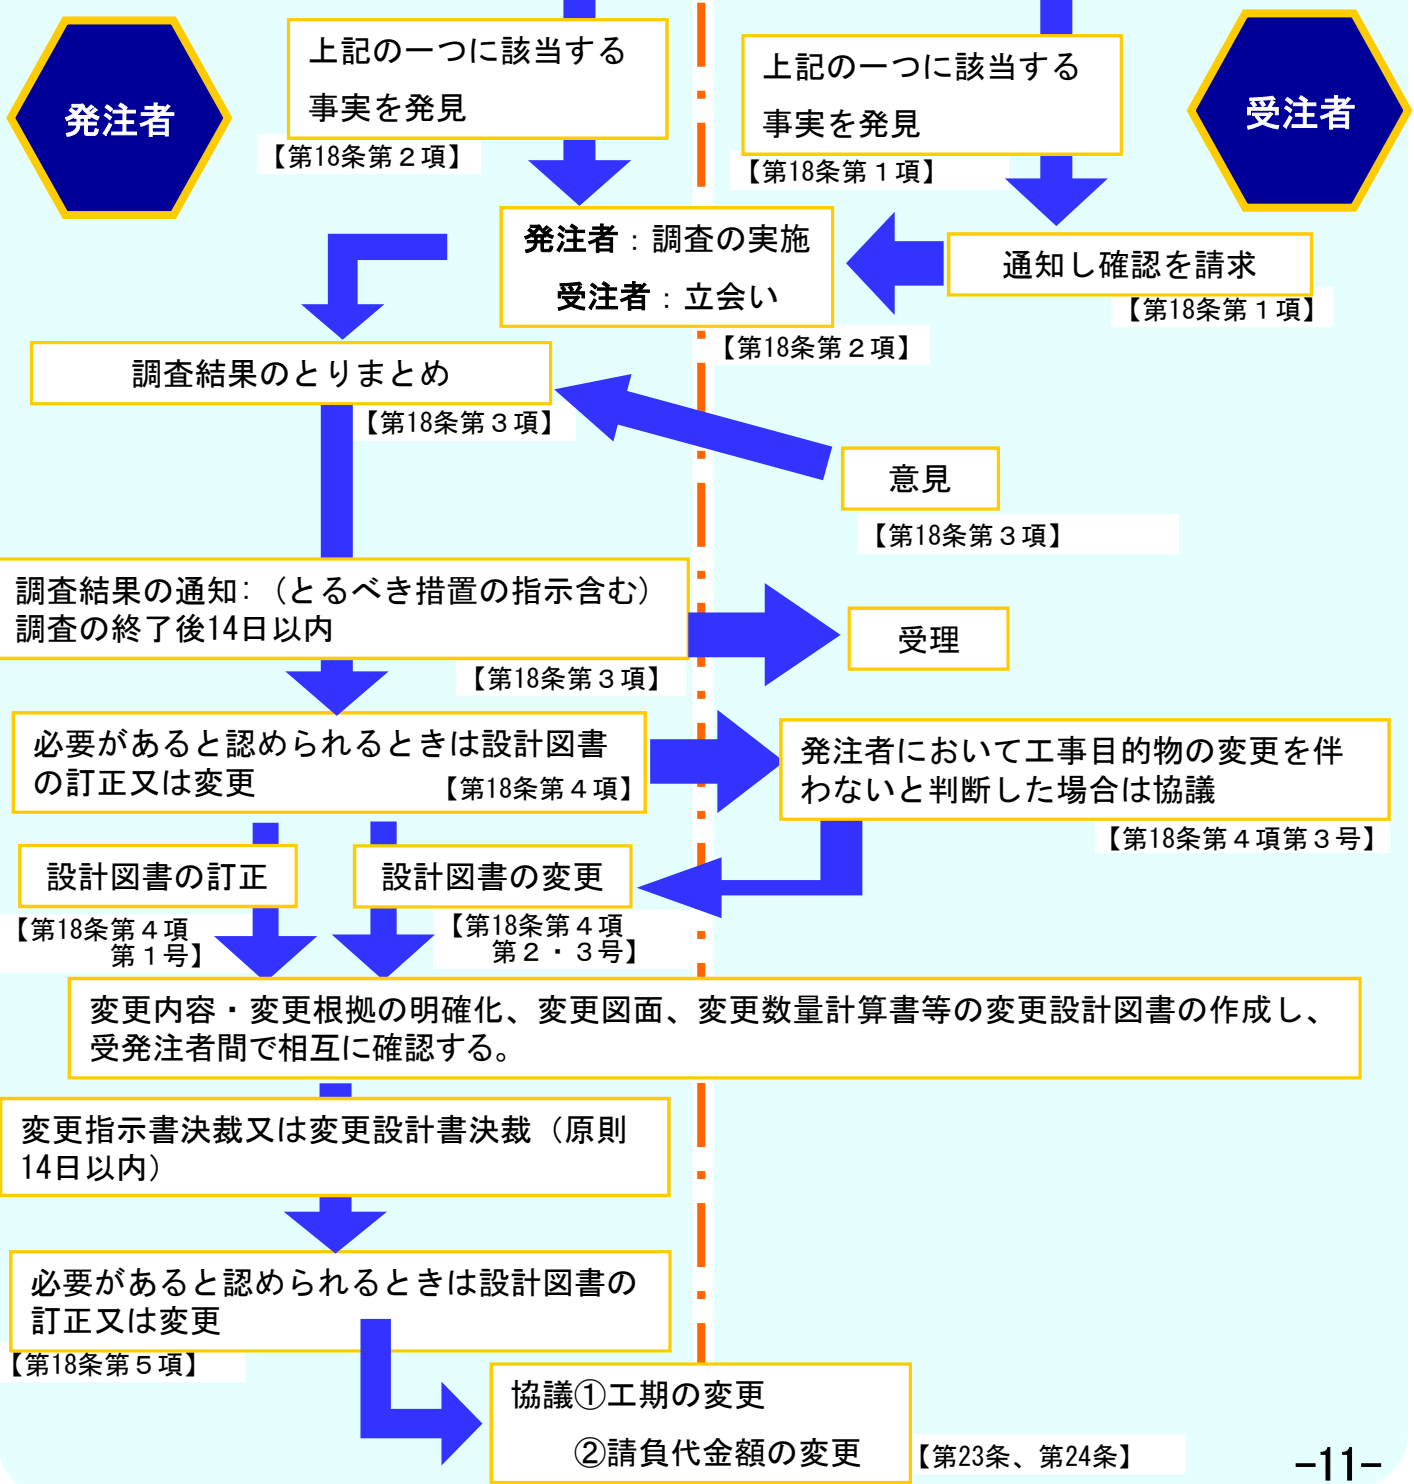 発注者
受注者
上記の一つに該当する
事実を発見
【第18条第２項】
上記の一つに該当する
事実を発見
【第18条第１項】
発注者：調査の実施
受注者：立会い
【第18条第２項】
通知し確認を請求
【第18条第１項】
調査結果のとりまとめ
【第18条第３項】
意見
【第18条第３項】
調査結果の通知：（とるべき措置の指示含む）
調査の終了後14日以内
【第18条第３項】
受理
必要があると認められるときは設計図書
の訂正又は変更
【第18条第４項】
発注者において工事目的物の変更を伴
わないと判断した場合は協議
【第18条第４項第３号】
設計図書の訂正
【第18条第４項
第１号】
設計図書の変更
【第18条第４項
第２・３号】
変更内容・変更根拠の明確化、変更図面、変更数量計算書等の変更設計図書の作成し、
受発注者間で相互に確認する。
変更指示書決裁又は変更設計書決裁（原則
14日以内）
必要があると認められるときは設計図書の
訂正又は変更
【第18条第５項】
協議①工期の変更
②請負代金額の変更
【第23条、第24条】
-11-